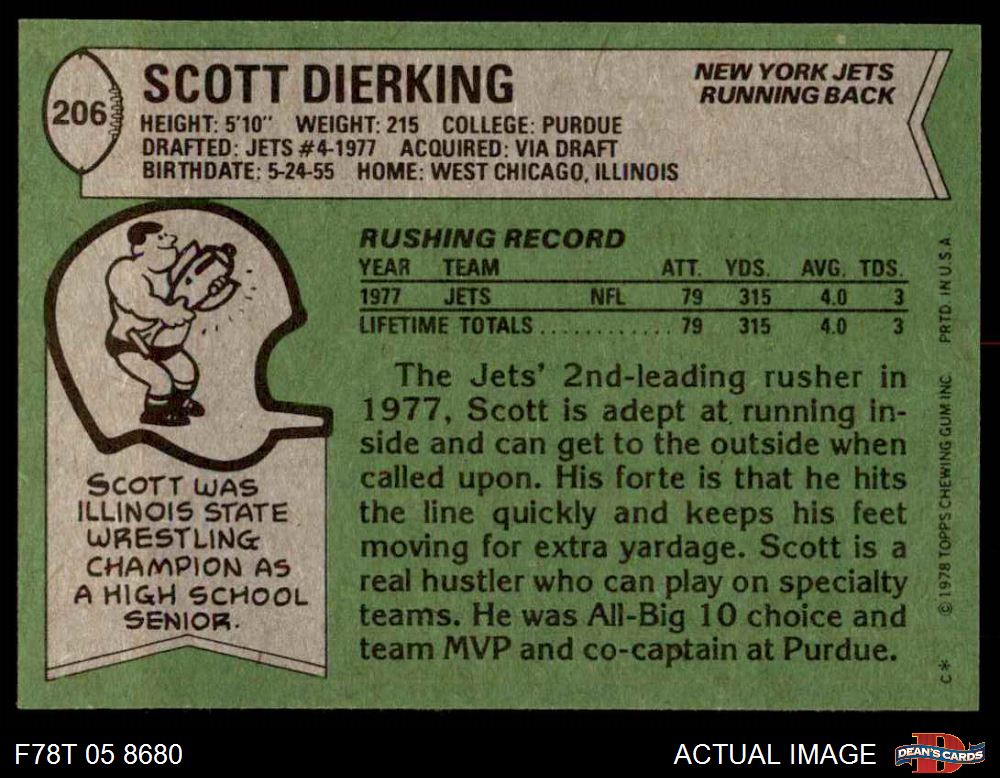 206
SCOTT DIERKING
NEW YORK JETS
RUNNING BACK
HEIGHT: 5'10" WEIGHT: 215 COLLEGE: PURDUE
DRAFTED: JETS #4-1977 ACQUIRED: VIA DRAFT
BIRTHDATE: 5-24-55 HOME: WEST CHICAGO, ILLINOIS
RUSHING RECORD
YEAR TEAM ATT. YDS. AVG. TDS.
1977 JETS NFL 79 315 4.0 3
LIFETIME TOTALS............ 79 315 4.0 3
The Jets' 2nd-leading rusher in
1977, Scott is adept at running in-
side and can get to the outside when
called upon. His forte is that he hits
the line quickly and keeps his feet
moving for extra yardage. Scott is a
real hustler who can play on specialty
teams. He was All-Big 10 choice and
team MVP and co-captain at Purdue.
SCOTT WAS
ILLINOIS STATE
WRESTLING
CHAMPION AS
A HIGH SCHOOL
SENIOR.
C* © 1978 TOPPS CHEWING GUM INC. PRTD. IN U.S.A.
F78T 05 8680
ACTUAL IMAGE
D
DEAN'S CARDS